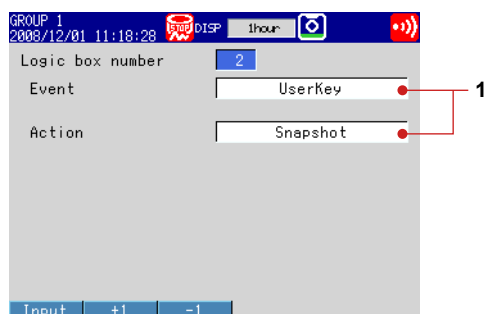 GROUP 1
2008/12/01 11:18:28 STOP DISP 1hour
Logic box number 2
Event UserKey
1
Action Snapshot
Input +1 -1